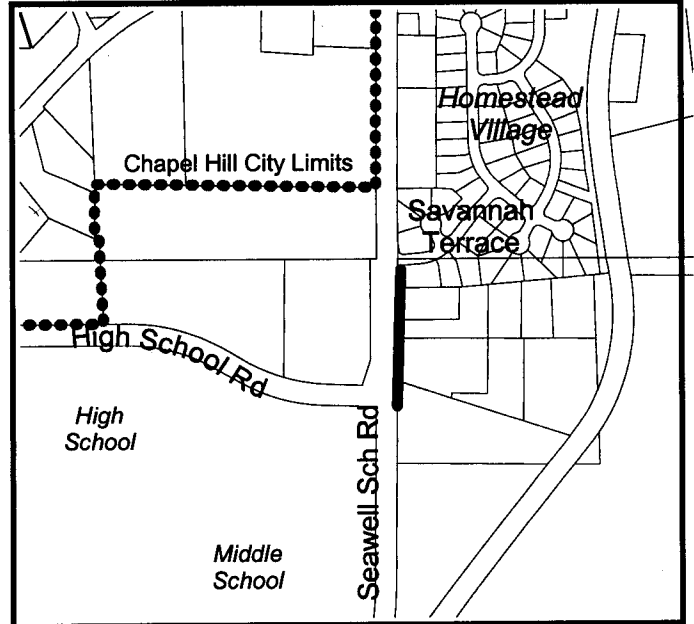 Homestead
Village
Chapel Hill City Limits
Savannah
Terrace
High School Rd
High
School
Seawell Sch Rd
Middle
School